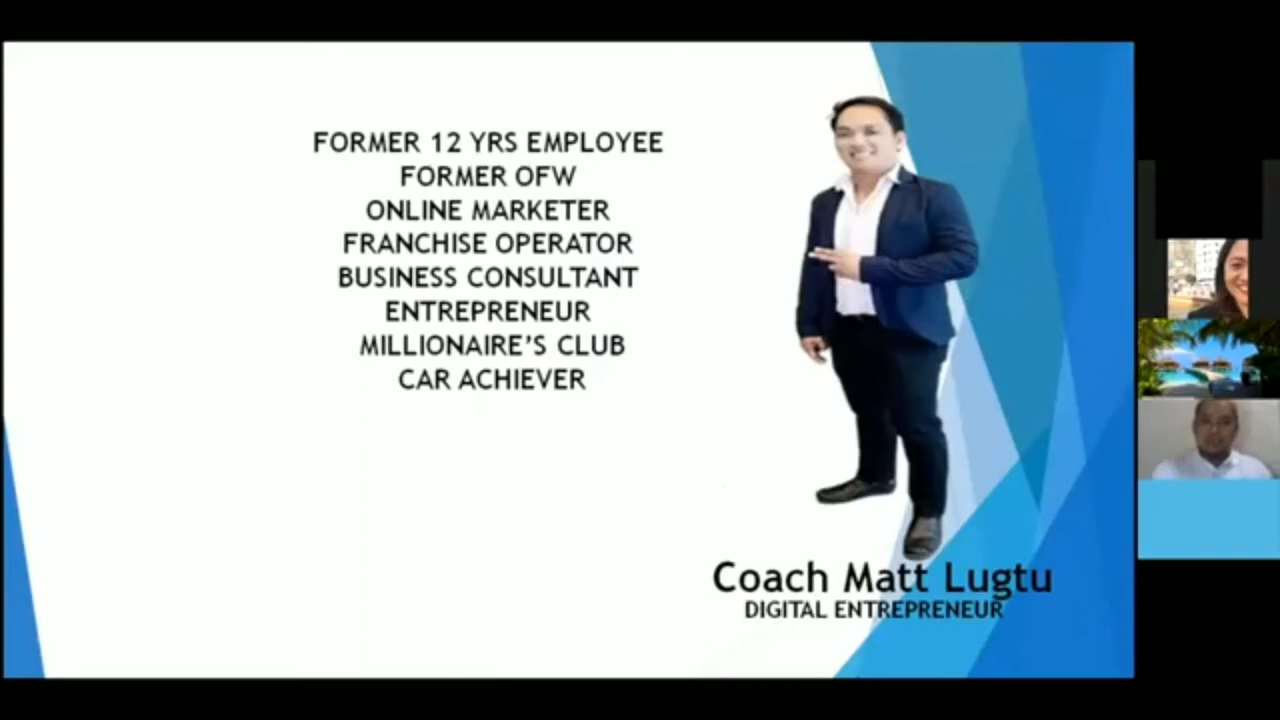 FORMER 12 YRS EMPLOYEE
FORMER OFW
ONLINE MARKETER
FRANCHISE OPERATOR
BUSINESS CONSULTANT
ENTREPRENEUR
MILLIONAIRE'S CLUB
CAR ACHIEVER
Coach Matt Lugtu
DIGITAL ENTREPRENEUR